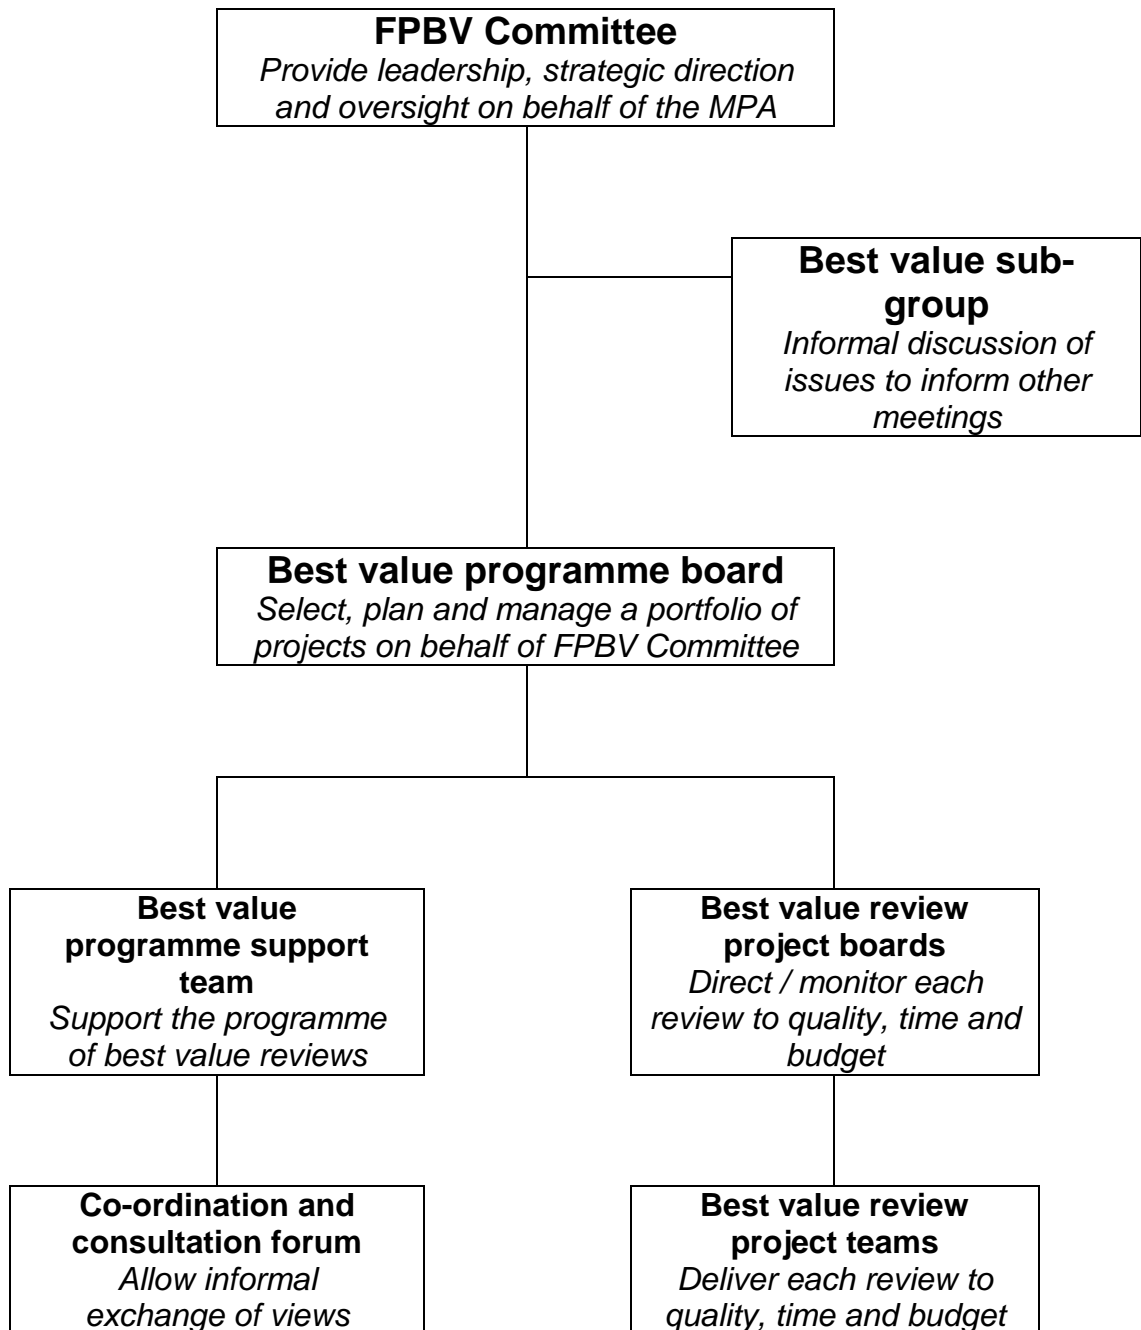 FPBV Committee
Provide leadership, strategic direction
and oversight on behalf of the MPA
Best value sub-
group
Informal discussion of
issues to inform other
meetings
Best value programme board
Select, plan and manage a portfolio of
projects on behalf of FPBV Committee
Best value
programme support
team
Support the programme
of best value reviews
Best value review
project boards
Direct / monitor each
review to quality, time and
budget
Co-ordination and
consultation forum
Allow informal
exchange of views
Best value review
project teams
Deliver each review to
quality, time and budget